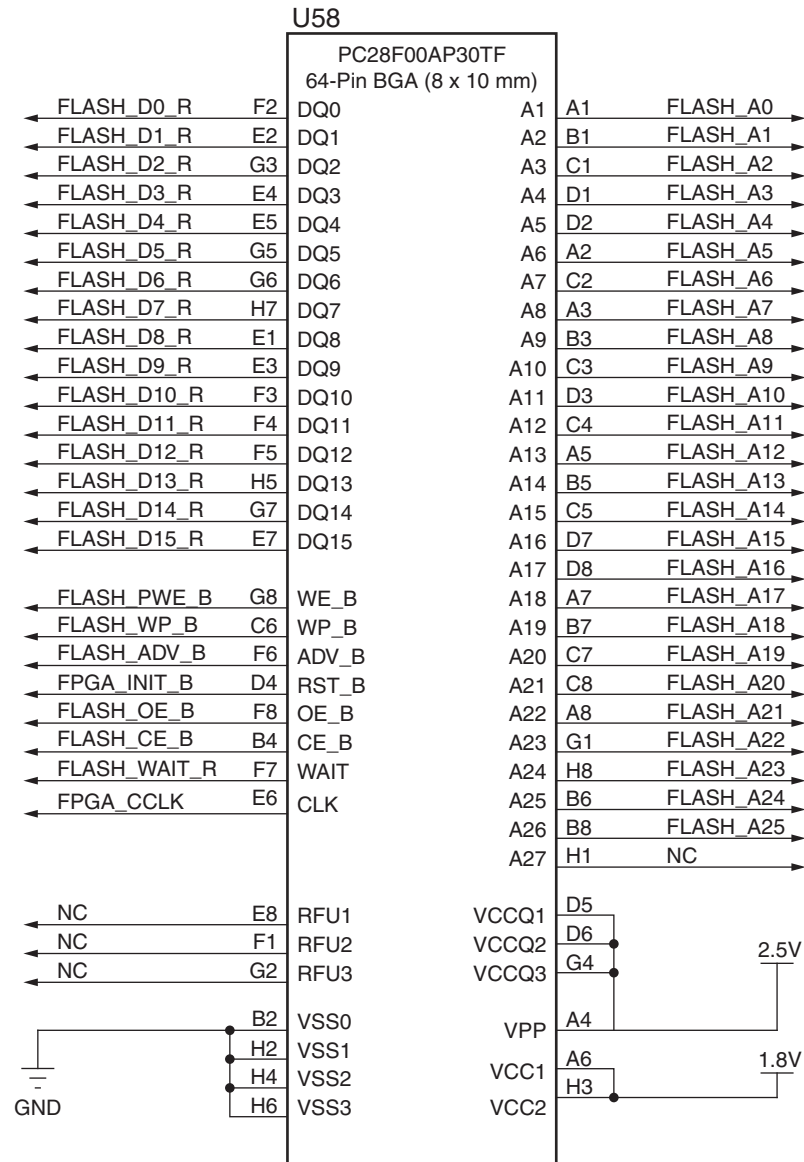 U58
PC28F00AP30TF
64-Pin BGA (8 x 10 mm)
FLASH_D0_R F2 DQ0 A1 A1 FLASH_A0
FLASH_D1_R E2 DQ1 A2 B1 FLASH_A1
FLASH_D2_R G3 DQ2 A3 C1 FLASH_A2
FLASH_D3_R E4 DQ3 A4 D1 FLASH_A3
FLASH_D4_R E5 DQ4 A5 D2 FLASH_A4
FLASH_D5_R G5 DQ5 A6 A2 FLASH_A5
FLASH_D6_R G6 DQ6 A7 C2 FLASH_A6
FLASH_D7_R H7 DQ7 A8 A3 FLASH_A7
FLASH_D8_R E1 DQ8 A9 B3 FLASH_A8
FLASH_D9_R E3 DQ9 A10 C3 FLASH_A9
FLASH_D10_R F3 DQ10 A11 D3 FLASH_A10
FLASH_D11_R F4 DQ11 A12 C4 FLASH_A11
FLASH_D12_R F5 DQ12 A13 A5 FLASH_A12
FLASH_D13_R H5 DQ13 A14 B5 FLASH_A13
FLASH_D14_R G7 DQ14 A15 C5 FLASH_A14
FLASH_D15_R E7 DQ15 A16 D7 FLASH_A15
A17 D8 FLASH_A16
FLASH_PWE_B G8 WE_B A18 A7 FLASH_A17
FLASH_WP_B C6 WP_B A19 B7 FLASH_A18
FLASH_ADV_B F6 ADV_B A20 C7 FLASH_A19
FPGA_INIT_B D4 RST_B A21 C8 FLASH_A20
FLASH_OE_B F8 OE_B A22 A8 FLASH_A21
FLASH_CE_B B4 CE_B A23 G1 FLASH_A22
FLASH_WAIT_R F7 WAIT A24 H8 FLASH_A23
FPGA_CCLK E6 CLK A25 B6 FLASH_A24
A26 B8 FLASH_A25
A27 H1 NC
NC E8 RFU1 VCCQ1 D5
NC F1 RFU2 VCCQ2 D6
NC G2 RFU3 VCCQ3 G4 2.5V
B2 VSS0 VPP A4
H2 VSS1 VCC1 A6 1.8V
H4 VSS2 VCC2 H3
GND H6 VSS3